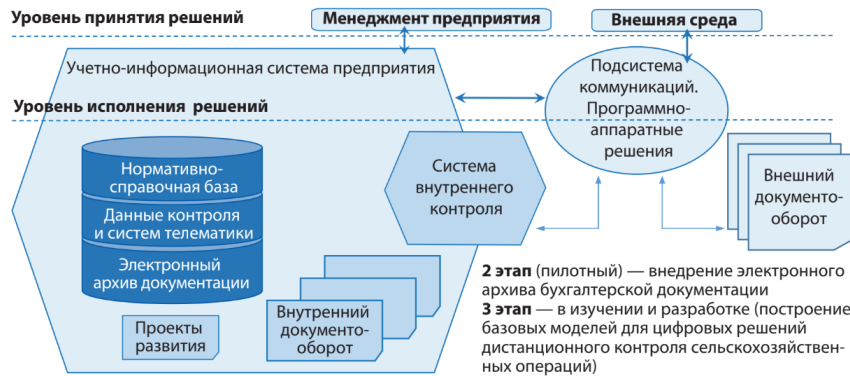 Уровень принятия решений
Менеджмент предприятия
Внешняя среда
Учетно-информационная система предприятия
Подсистема
коммуникаций.
Программно-
аппаратные
решения
Уровень исполнения решений
Нормативно-
справочная база
Данные контроля
и систем телематики
Электронный
архив документации
Система
внутреннего
контроля
Внешний
документо-
оборот
Проекты
развития
Внутренний
документо-
оборот
2 этап (пилотный) — внедрение электронного
архива бухгалтерской документации
3 этап — в изучении и разработке (построение
базовых моделей для цифровых решений
дистанционного контроля сельскохозяйствен-
ных операций)